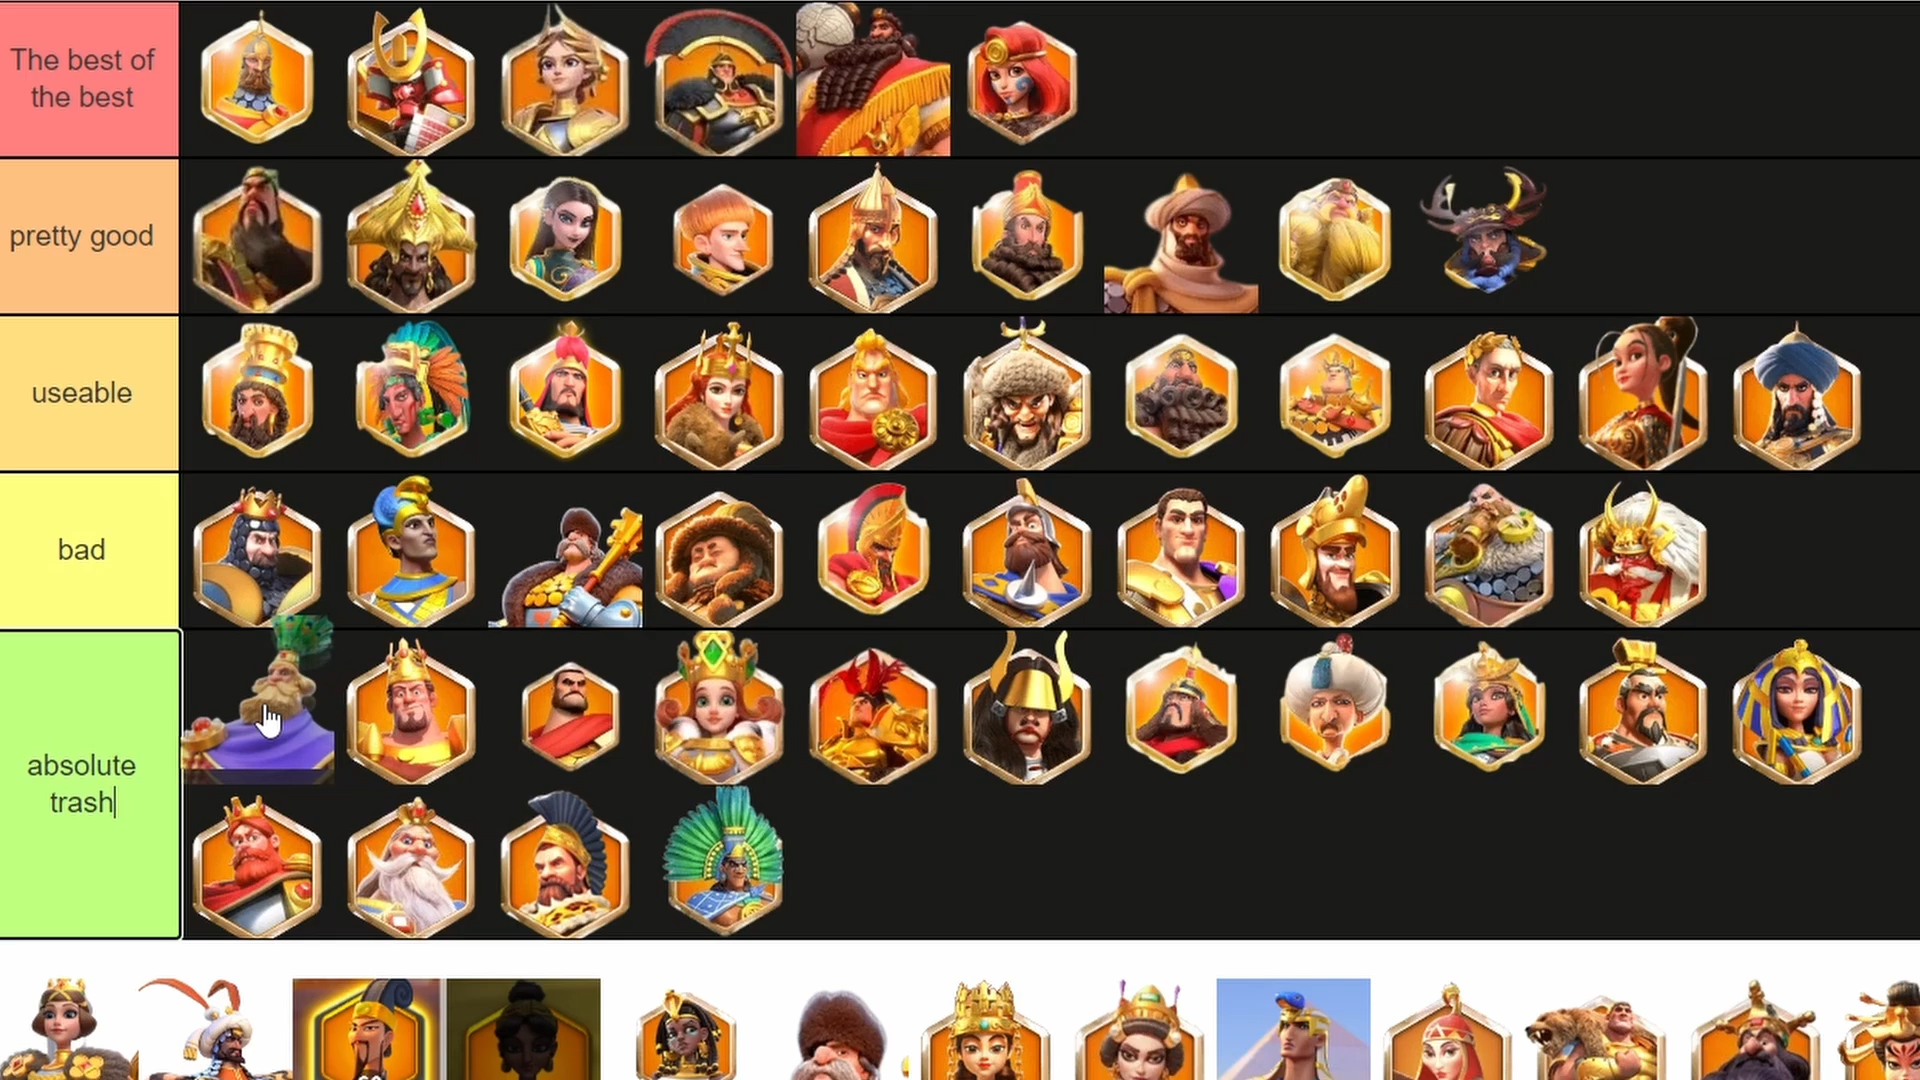 The best of
the best
pretty good
useable
bad
absolute
trash